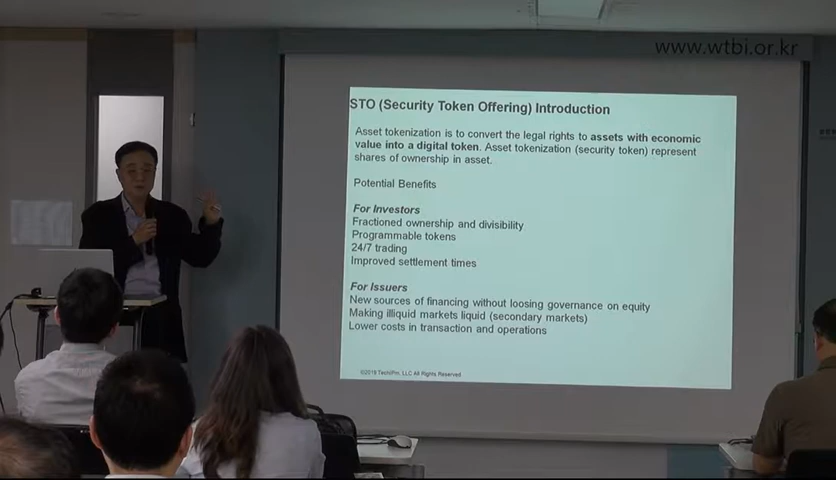 www.wtbi.or.kr
STO (Security Token Offering) Introduction
Asset tokenization is to convert the legal rights to assets with economic
value into a digital token. Asset tokenization (security token) represent
shares of ownership in asset.
Potential Benefits
For Investors
Fractioned ownership and divisibility
Programmable tokens
24/7 trading
Improved settlement times
For Issuers
New sources of financing without loosing governance on equity
Making illiquid markets liquid (secondary markets)
Lower costs in transaction and operations
LLC All Rights Reserved